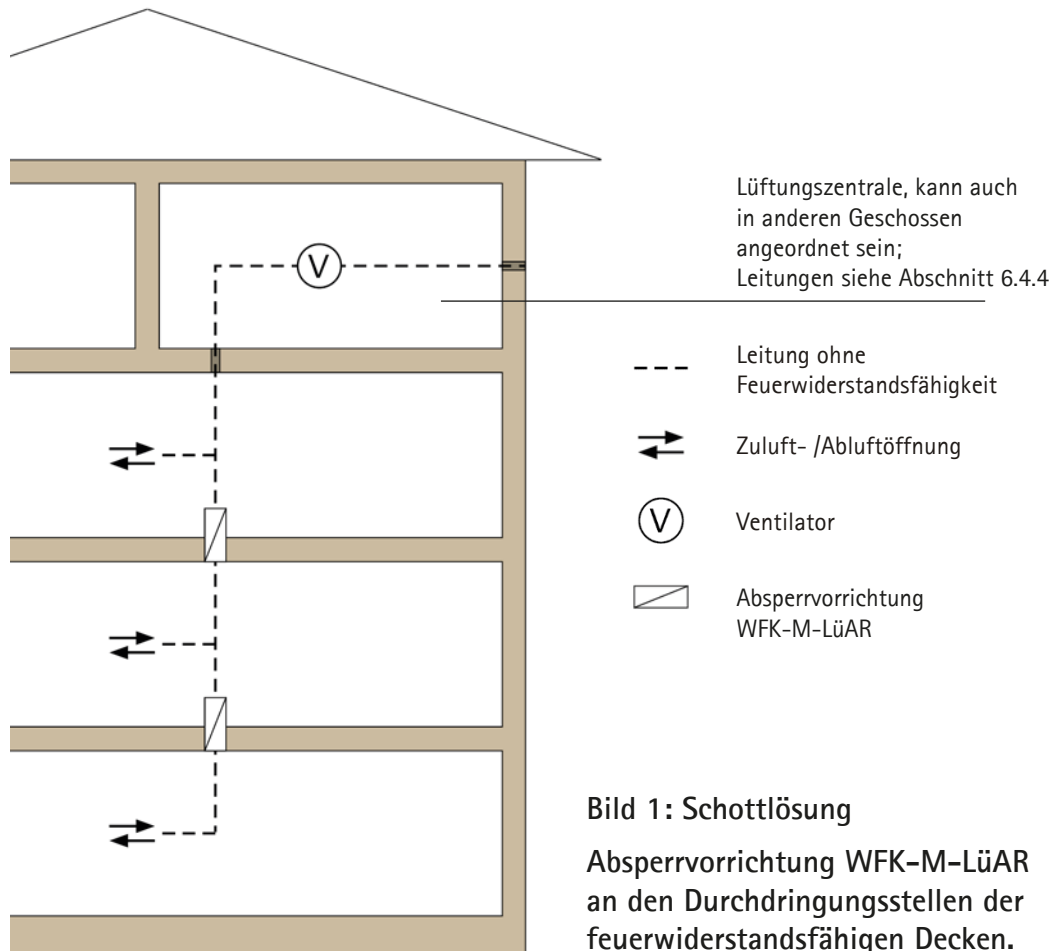 Lüftungszentrale, kann auch
in anderen Geschossen
angeordnet sein;
Leitungen siehe Abschnitt 6.4.4
V
Leitung ohne
Feuerwiderstandsfähigkeit
Zuluft- /Abluftöffnung
V
Ventilator
Absperrvorrichtung
WFK-M-LüAR
Bild 1: Schottlösung
Absperrvorrichtung WFK-M-LüAR
an den Durchdringungsstellen der
feuerwiderstandsfähigen Decken.